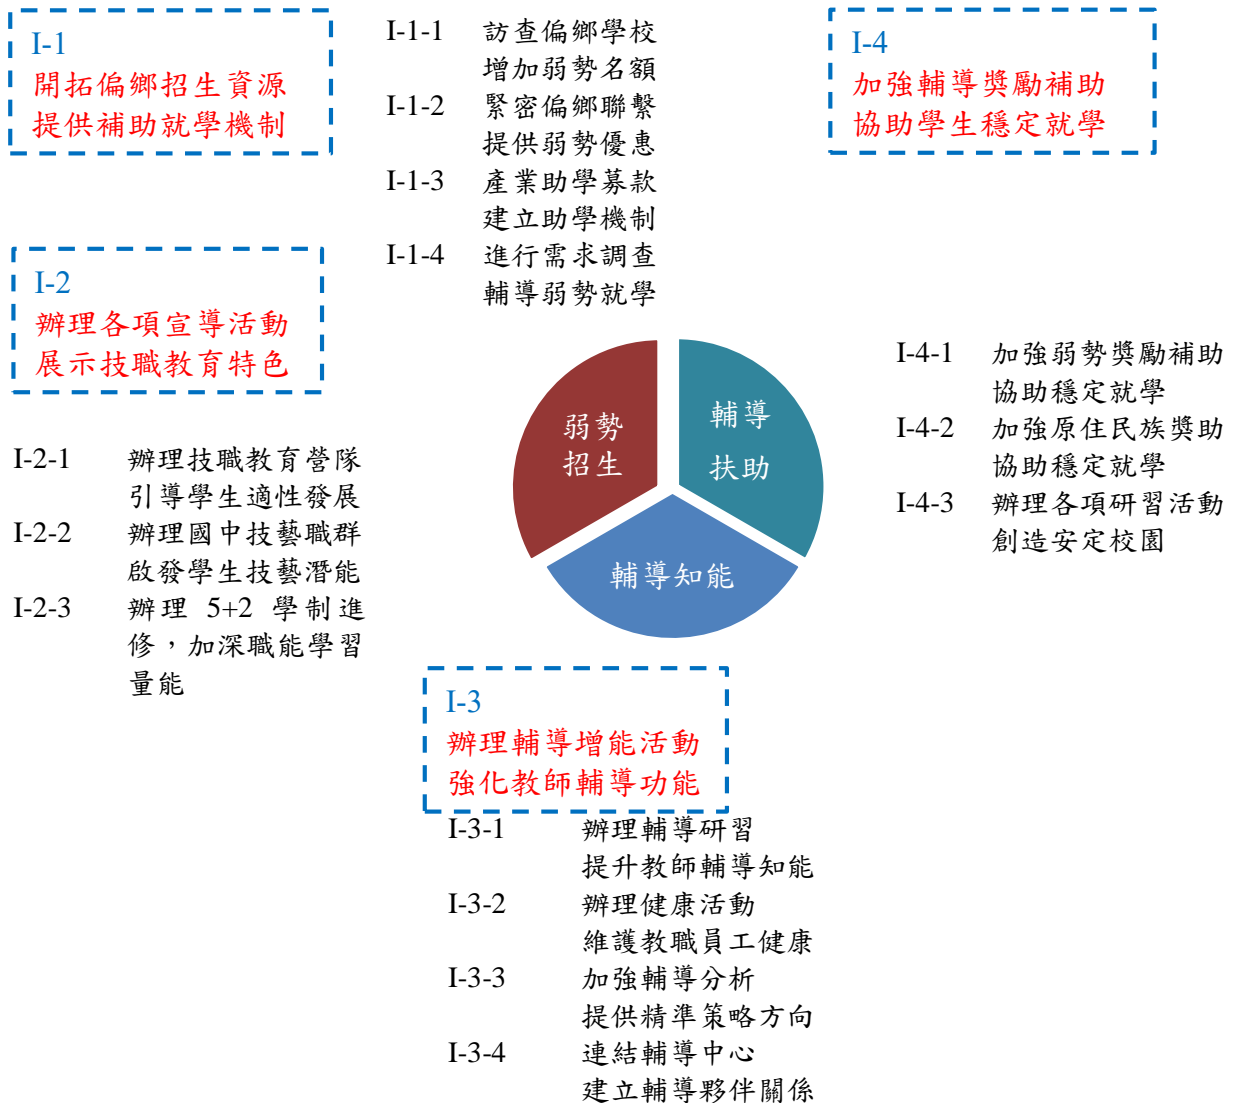 I-1
開拓偏鄉招生資源
提供補助就學機制
I-1-1 訪查偏鄉學校
增加弱勢名額
I-1-2 緊密偏鄉聯繫
提供弱勢優惠
I-1-3 產業助學募款
建立助學機制
I-1-4 進行需求調查
輔導弱勢就學
I-4
加強輔導獎勵補助
協助學生穩定就學
I-2
辦理各項宣導活動
展示技職教育特色
I-2-1 辦理技職教育營隊
引導學生適性發展
I-2-2 辦理國中技藝職群
啟發學生技藝潛能
I-2-3 辦理 5+2 學制進
修，加深職能學習
量能
弱勢
招生
輔導
扶助
輔導知能
I-4-1 加強弱勢獎勵補助
協助穩定就學
I-4-2 加強原住民族獎助
協助穩定就學
I-4-3 辦理各項研習活動
創造安定校園
I-3
辦理輔導增能活動
強化教師輔導功能
I-3-1 辦理輔導研習
提升教師輔導知能
I-3-2 辦理健康活動
維護教職員工健康
I-3-3 加強輔導分析
提供精準策略方向
I-3-4 連結輔導中心
建立輔導夥伴關係